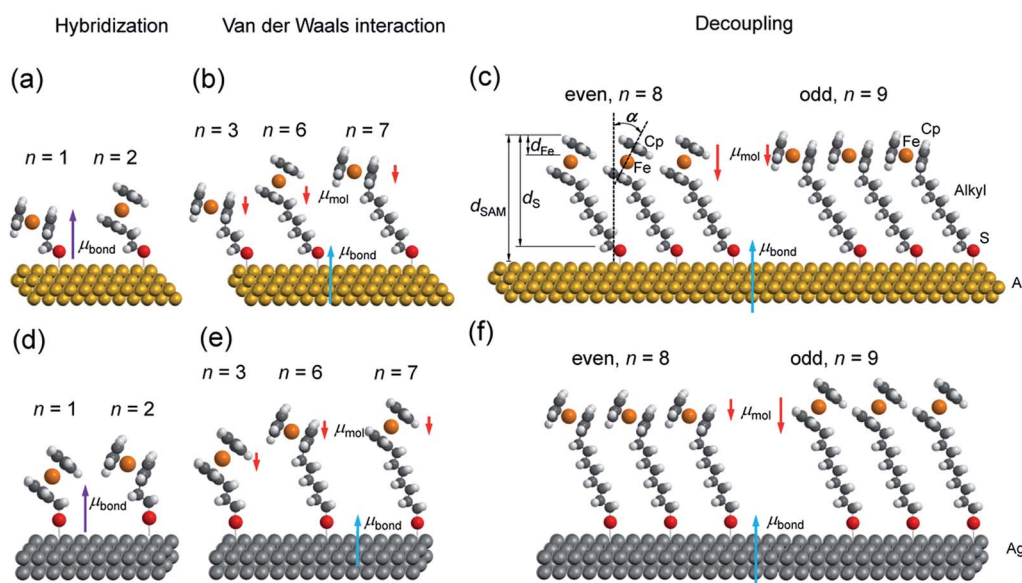 Hybridization
Van der Waals interaction
Decoupling
(a)
n = 1
n = 2
μbond
(b)
n = 3
n = 6
n = 7
μmol
μbond
(c)
even, n = 8
odd, n = 9
α
dFe
Cp
Fe
dSAM
dS
μmol
Fe
Cp
Alkyl
S
μbond
A
(d)
n = 1
n = 2
μbond
(e)
n = 3
n = 6
n = 7
μmol
μbond
(f)
even, n = 8
odd, n = 9
μmol
μbond
Ag